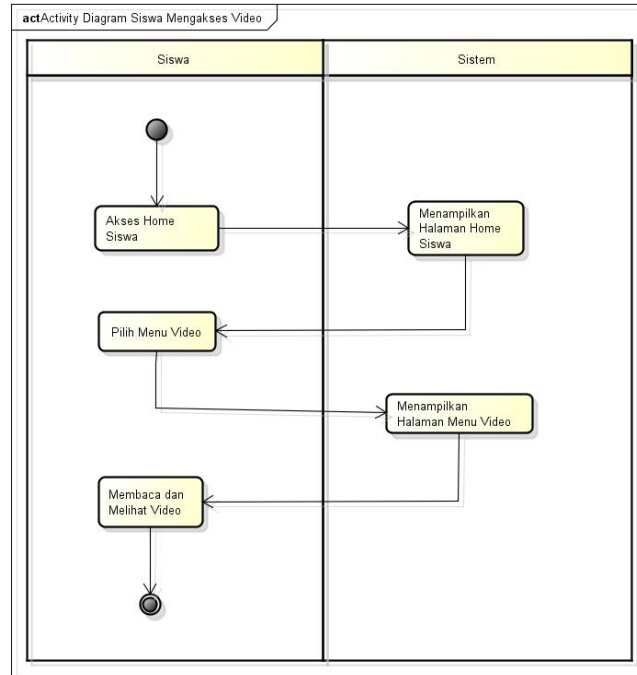 actActivity Diagram Siswa Mengakses Video
Siswa
Sistem
Akses Home
Siswa
Menampilkan
Halaman Home
Siswa
Pilih Menu Video
Menampilkan
Halaman Menu Video
Membaca dan
Melihat Video